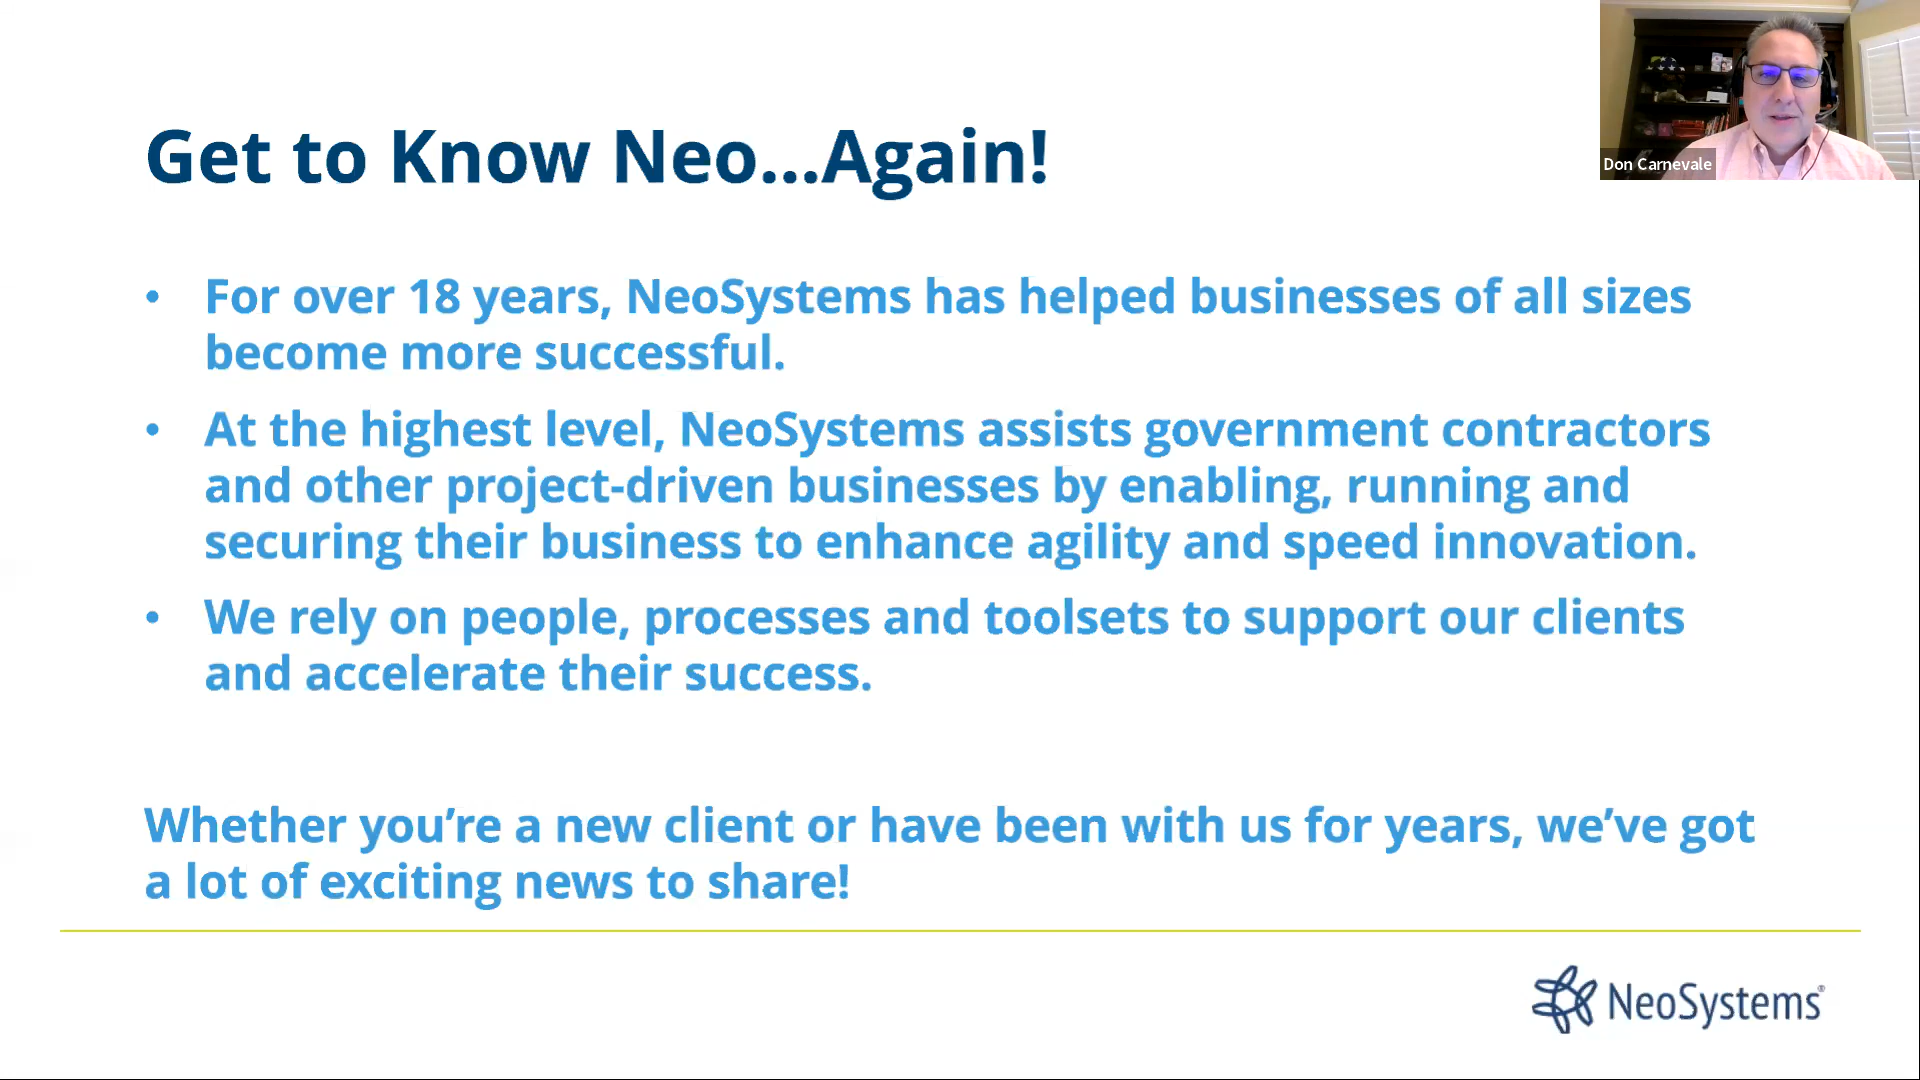 Don Carnevale
Get to Know Neo...Again!
• For over 18 years, NeoSystems has helped businesses of all sizes
become more successful.
• At the highest level, NeoSystems assists government contractors
and other project-driven businesses by enabling, running and
securing their business to enhance agility and speed innovation.
• We rely on people, processes and toolsets to support our clients
and accelerate their success.
Whether you’re a new client or have been with us for years, we’ve got
a lot of exciting news to share!
NeoSystems®